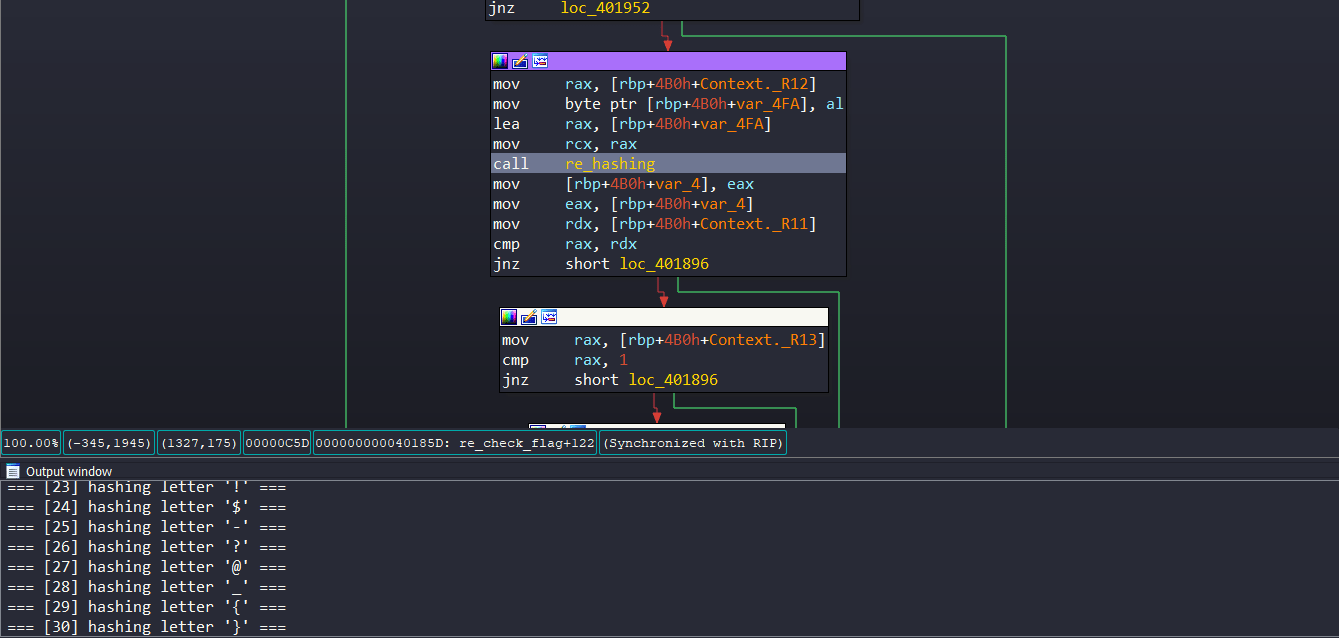 jnz loc_401952
mov rax, [rbp+4B0h+Context._R12]
mov byte ptr [rbp+4B0h+var_4FA], al
lea rax, [rbp+4B0h+var_4FA]
mov rcx, rax
call re_hashing
mov [rbp+4B0h+var_4], eax
mov eax, [rbp+4B0h+var_4]
mov rdx, [rbp+4B0h+Context._R11]
cmp rax, rdx
jnz short loc_401896
mov rax, [rbp+4B0h+Context._R13]
cmp rax, 1
jnz short loc_401896
100.00% (-345,1945) (1327,175) 00000C5D 000000000040185D: re_check_flag+122 (Synchronized with RIP)
Output window
=== [23] hashing letter '!' ===
=== [24] hashing letter '$' ===
=== [25] hashing letter '-' ===
=== [26] hashing letter '?' ===
=== [27] hashing letter '@' ===
=== [28] hashing letter '_' ===
=== [29] hashing letter '{' ===
=== [30] hashing letter '}' ===